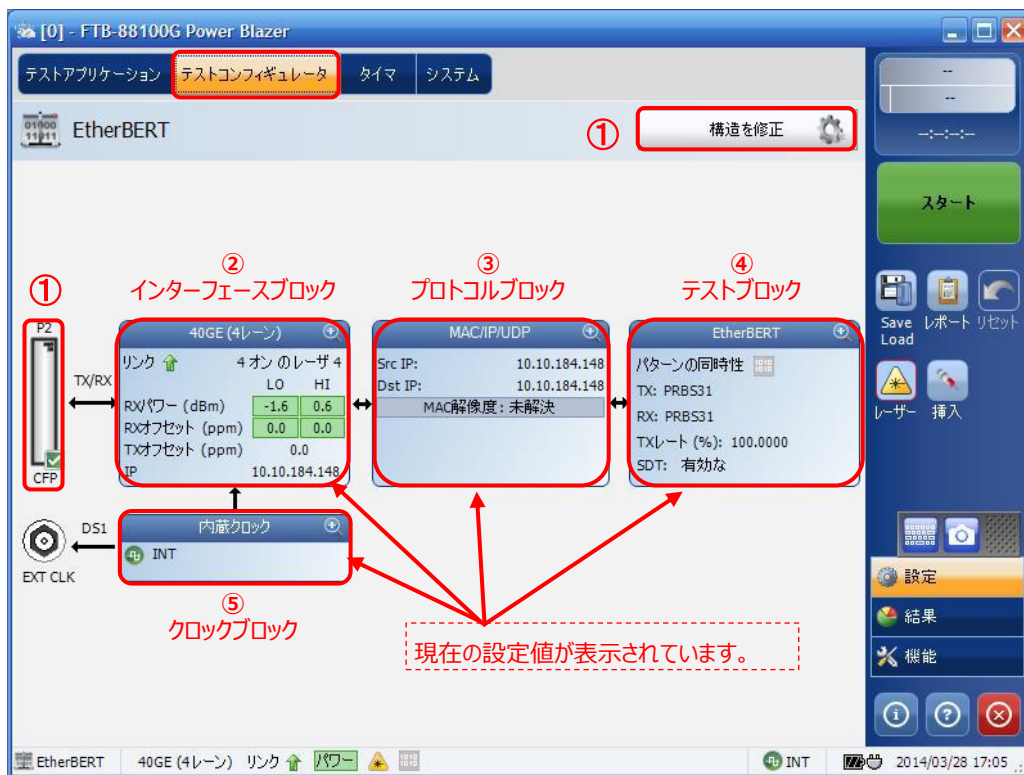 [0] - FTB-88100G Power Blazer
テストアプリケーション テストコンフィギュレータ タイマ システム
01000
11011
EtherBERT
① 構造を修正
--
--
--:--:--:--
スタート
Save
Load
レポート リセット
レーザー 挿入
② ③ ④
インターフェースブロック プロトコルブロック テストブロック
①
P2
TX/RX
CFP
40GE (4レーン)
リンク 4 オン のレーザ 4
LO HI
RXパワー (dBm) -1.6 0.6
RXオフセット (ppm) 0.0 0.0
TXオフセット (ppm) 0.0
IP 10.10.184.148
MAC/IP/UDP
Src IP: 10.10.184.148
Dst IP: 10.10.184.148
MAC解像度: 未解決
EtherBERT
パターンの同時性
TX: PRBS31
RX: PRBS31
TXレート (%): 100.0000
SDT: 有効な
DS1
EXT CLK
内蔵クロック
INT
⑤
クロックブロック
現在の設定値が表示されています。
設定
結果
機能
EtherBERT 40GE (4レーン) リンク パワー INT 2014/03/28 17:05